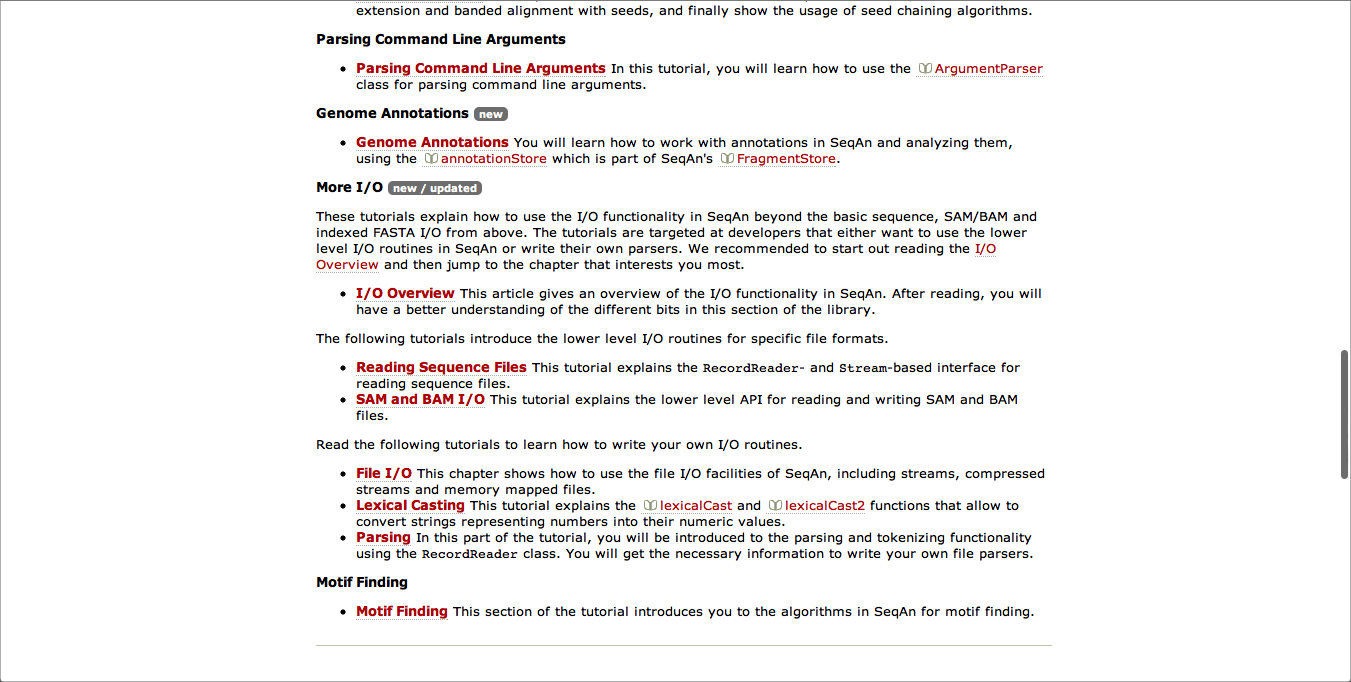 extension and banded alignment with seeds, and finally show the usage of seed chaining algorithms.
Parsing Command Line Arguments
• Parsing Command Line Arguments In this tutorial, you will learn how to use the ArgumentParser
class for parsing command line arguments.
Genome Annotations new
• Genome Annotations You will learn how to work with annotations in SeqAn and analyzing them,
using the annotationStore which is part of SeqAn's FragmentStore.
More I/O new / updated
These tutorials explain how to use the I/O functionality in SeqAn beyond the basic sequence, SAM/BAM and
indexed FASTA I/O from above. The tutorials are targeted at developers that either want to use the lower
level I/O routines in SeqAn or write their own parsers. We recommended to start out reading the I/O
Overview and then jump to the chapter that interests you most.
• I/O Overview This article gives an overview of the I/O functionality in SeqAn. After reading, you will
have a better understanding of the different bits in this section of the library.
The following tutorials introduce the lower level I/O routines for specific file formats.
• Reading Sequence Files This tutorial explains the RecordReader- and Stream-based interface for
reading sequence files.
• SAM and BAM I/O This tutorial explains the lower level API for reading and writing SAM and BAM
files.
Read the following tutorials to learn how to write your own I/O routines.
• File I/O This chapter shows how to use the file I/O facilities of SeqAn, including streams, compressed
streams and memory mapped files.
• Lexical Casting This tutorial explains the lexicalCast and lexicalCast2 functions that allow to
convert strings representing numbers into their numeric values.
• Parsing In this part of the tutorial, you will be introduced to the parsing and tokenizing functionality
using the RecordReader class. You will get the necessary information to write your own file parsers.
Motif Finding
• Motif Finding This section of the tutorial introduces you to the algorithms in SeqAn for motif finding.